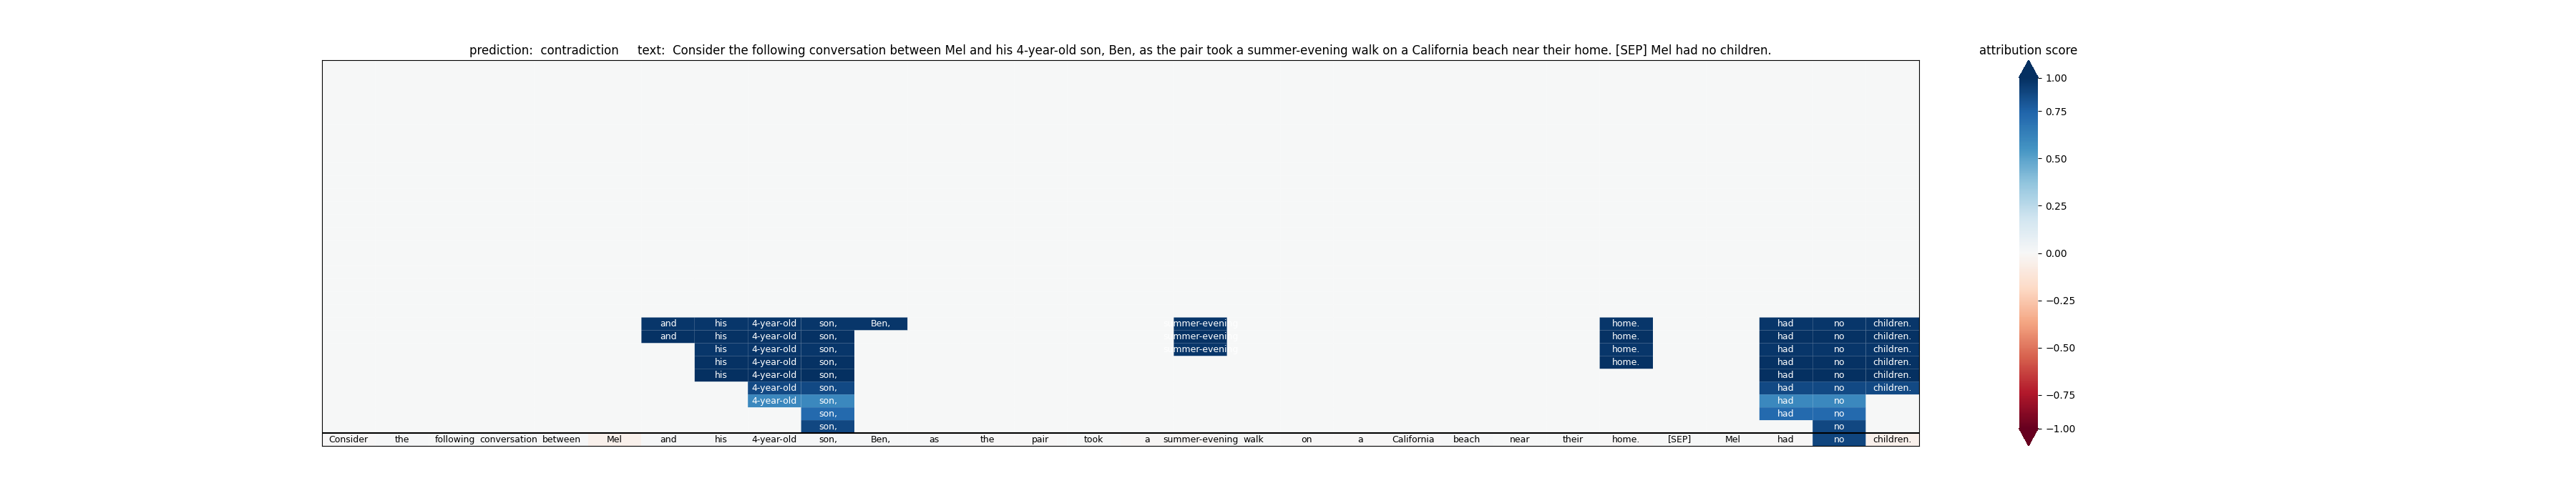 prediction:  contradiction     text:  Consider the following conversation between Mel and his 4-year-old son, Ben, as the pair took a summer-evening walk on a California beach near their home. [SEP] Mel had no children.
attribution score
1.00
0.75
0.50
0.25
0.00
−0.25
−0.50
−0.75
−1.00
and his 4-year-old son, Ben, mmer-eveni home. had no children.
and his 4-year-old son, mmer-eveni home. had no children.
his 4-year-old son, mmer-eveni home. had no children.
his 4-year-old son, home. had no children.
his 4-year-old son, had no children.
4-year-old son, had no children.
4-year-old son, had no
son, had no
son, no
Consider the following conversation between Mel and his 4-year-old son, Ben, as the pair took a summer-evening walk on a California beach near their home. [SEP] Mel had no children.